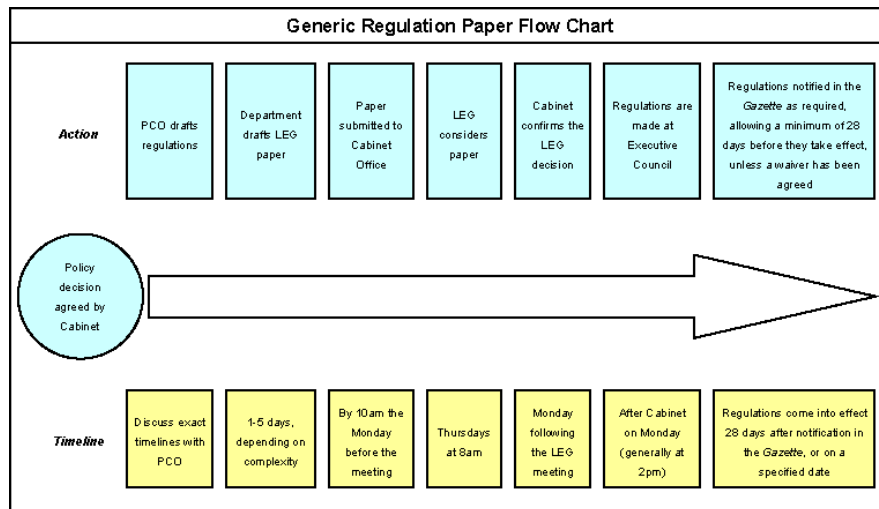 Generic Regulation Paper Flow Chart
Action
PCO drafts
regulations
Department
drafts LEG
paper
Paper
submitted to
Cabinet
Office
LEG
considers
paper
Cabinet
confirms the
LEG
decision
Regulations are
made at
Executive
Council
Regulations notified in the
Gazette as required,
allowing a minimum of 28
days before they take effect,
unless a waiver has been
agreed
Policy
decision
agreed by
Cabinet
Timeline
Discuss exact
timelines with
PCO
1-5 days,
depending on
complexity
By 10am the
Monday
before the
meeting
Thursdays
at 8am
Monday
following
the LEG
meeting
After Cabinet
on Monday
(generally at
2pm)
Regulations come into effect
28 days after notification in
the Gazette, or on a
specified date